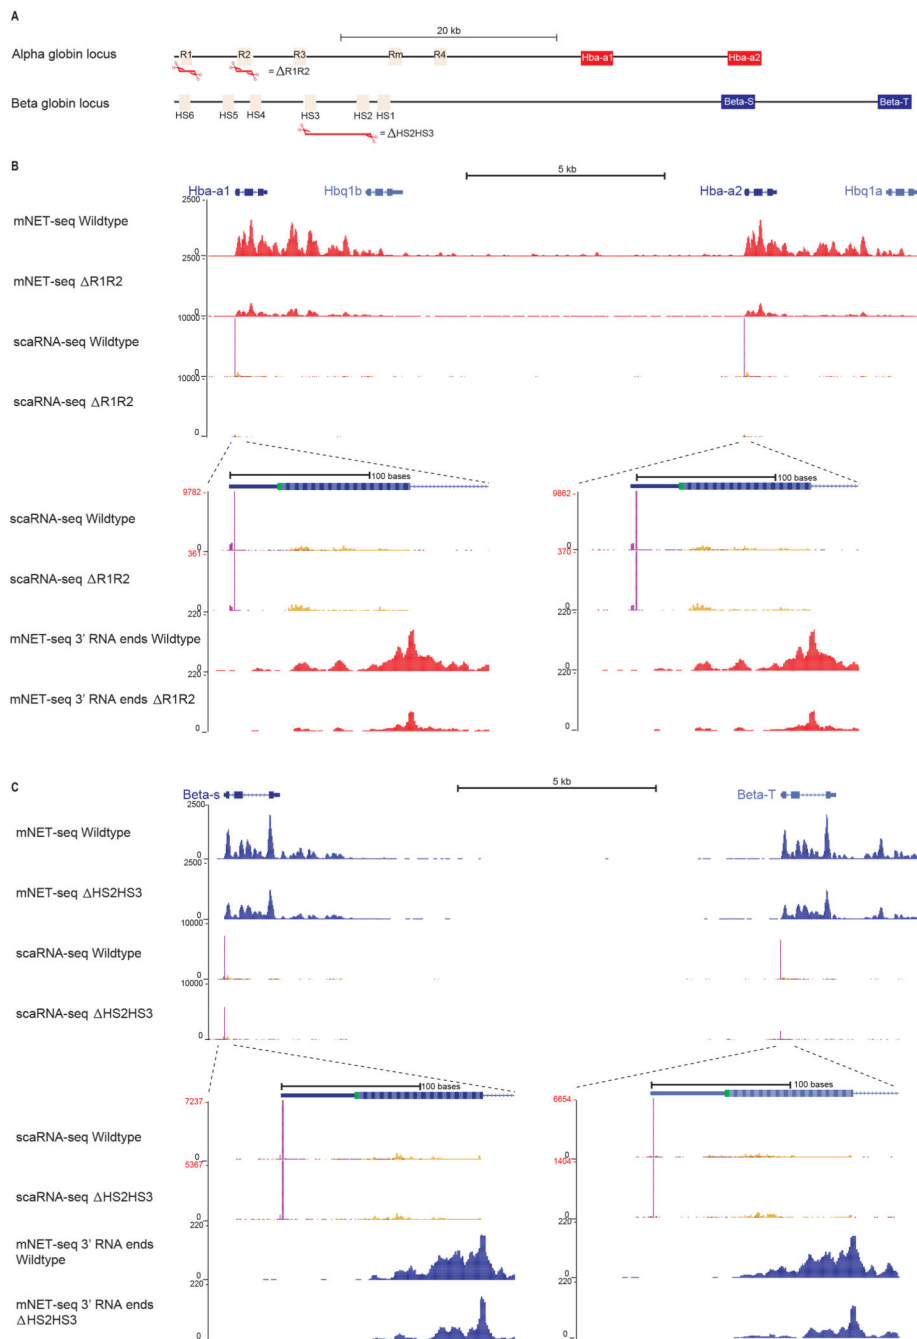 A
20 kb
Alpha globin locus
R1 R2 R3 Rm R4 Hba-a1 Hba-a2
= ΔR1R2
Beta globin locus
Beta-S Beta-T
HS6 HS5 HS4 HS3 HS2 HS1
= ΔHS2HS3
B
5 kb
Hba-a1 Hbq1b Hba-a2 Hbq1a
2500
mNET-seq Wildtype
0
2500
mNET-seq ΔR1R2
0
10000
scaRNA-seq Wildtype
0
10000
scaRNA-seq ΔR1R2
0
100 bases 100 bases
9782 9862
scaRNA-seq Wildtype
0 0
361 370
scaRNA-seq ΔR1R2
0 0
220 220
mNET-seq 3' RNA ends Wildtype
0 0
220 220
mNET-seq 3' RNA ends ΔR1R2
0 0
C
5 kb
Beta-s Beta-T
2500
mNET-seq Wildtype
0
2500
mNET-seq ΔHS2HS3
0
10000
scaRNA-seq Wildtype
0
10000
scaRNA-seq ΔHS2HS3
0
100 bases 100 bases
7237 6654
scaRNA-seq Wildtype
0 0
5367 1404
scaRNA-seq ΔHS2HS3
0 0
220 220
mNET-seq 3' RNA ends
Wildtype
0 0
220 220
mNET-seq 3' RNA ends
ΔHS2HS3
0 0